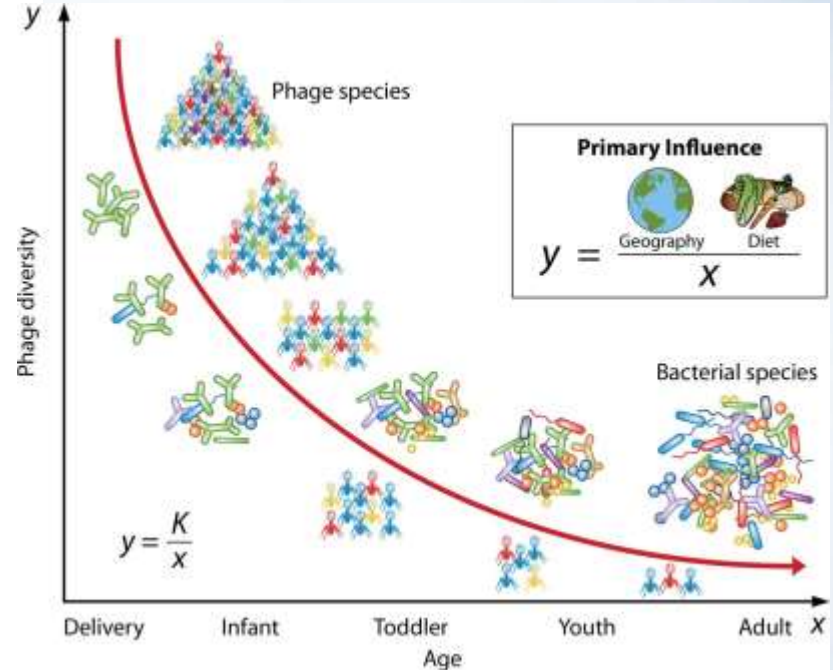 y
Phage species
Primary Influence
Geography Diet
y = 
x
Phage diversity
Bacterial species
y = K
x
Delivery Infant Toddler Youth Adult x
Age